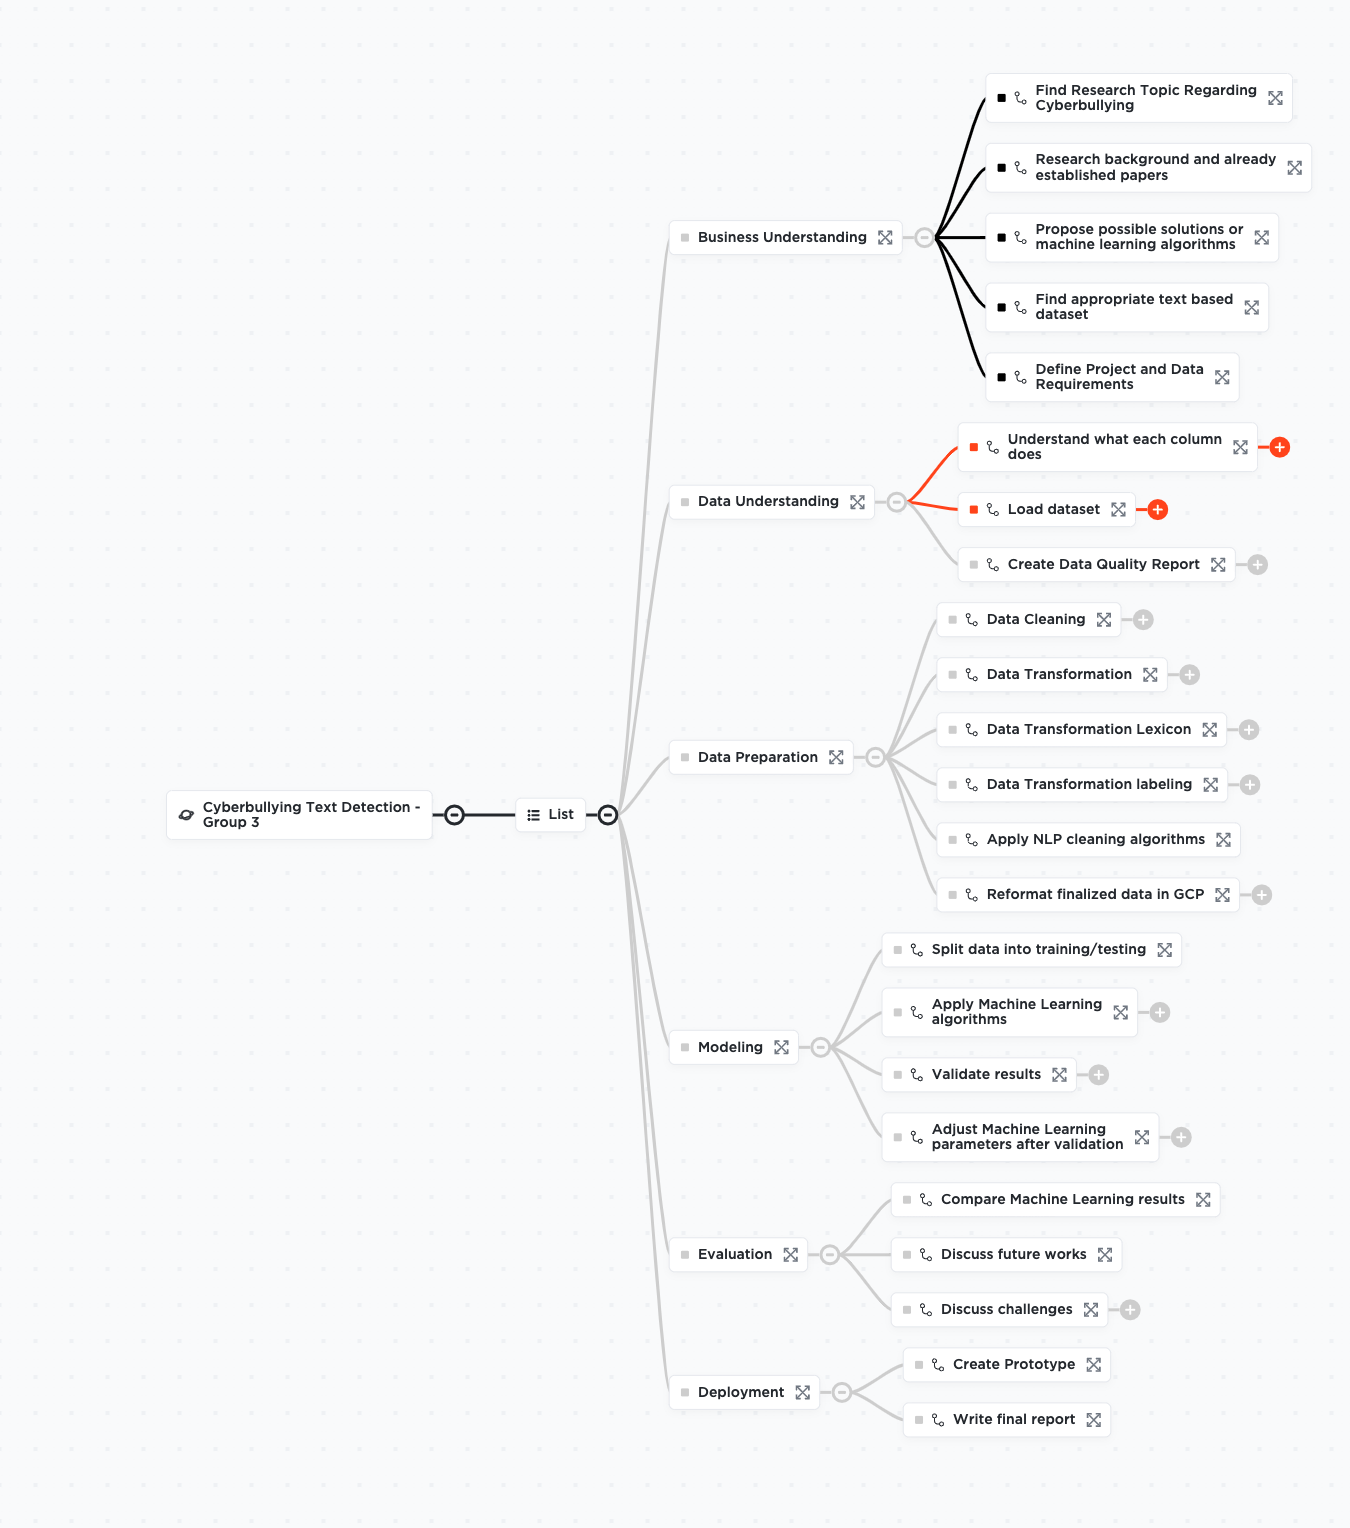 Find Research Topic Regarding
Cyberbullying
Research background and already
established papers
Business Understanding
Propose possible solutions or
machine learning algorithms
Find appropriate text based
dataset
Define Project and Data
Requirements
Understand what each column
does
Data Understanding
Load dataset
Create Data Quality Report
Data Cleaning
Data Transformation
Data Transformation Lexicon
Data Preparation
Data Transformation labeling
Cyberbullying Text Detection -
Group 3
List
Apply NLP cleaning algorithms
Reformat finalized data in GCP
Split data into training/testing
Apply Machine Learning
algorithms
Modeling
Validate results
Adjust Machine Learning
parameters after validation
Compare Machine Learning results
Evaluation
Discuss future works
Discuss challenges
Create Prototype
Deployment
Write final report